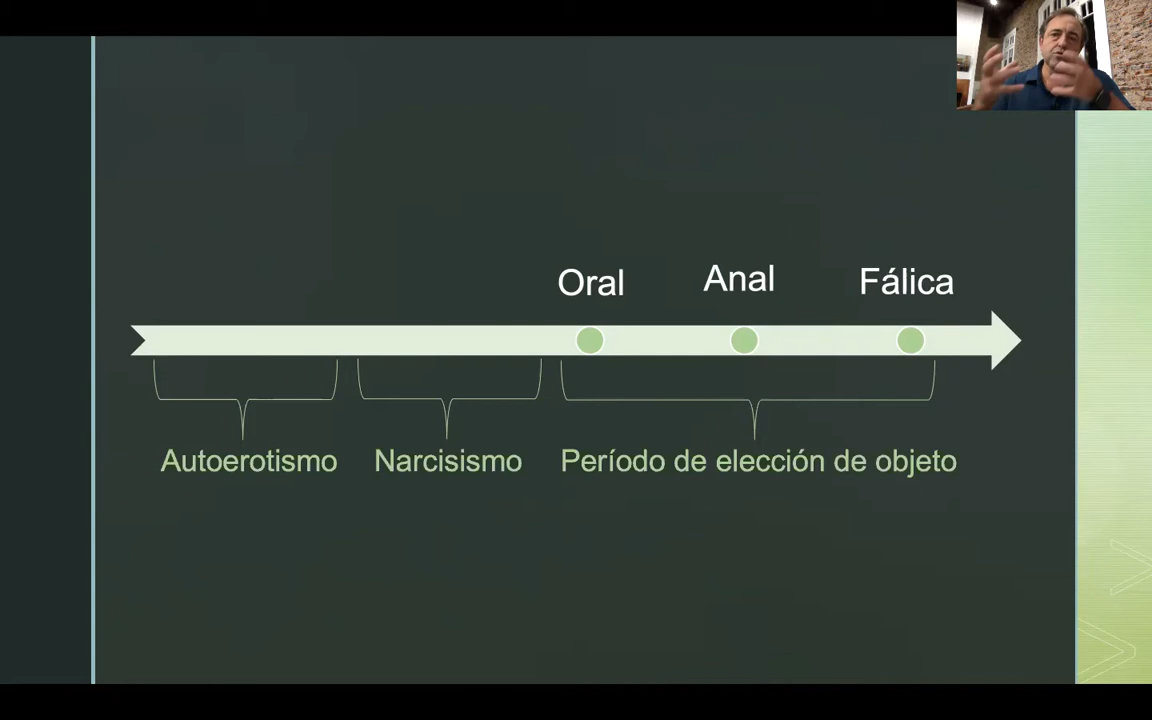 Oral
Anal
Fálica
Autoerotismo
Narcisismo
Período de elección de objeto